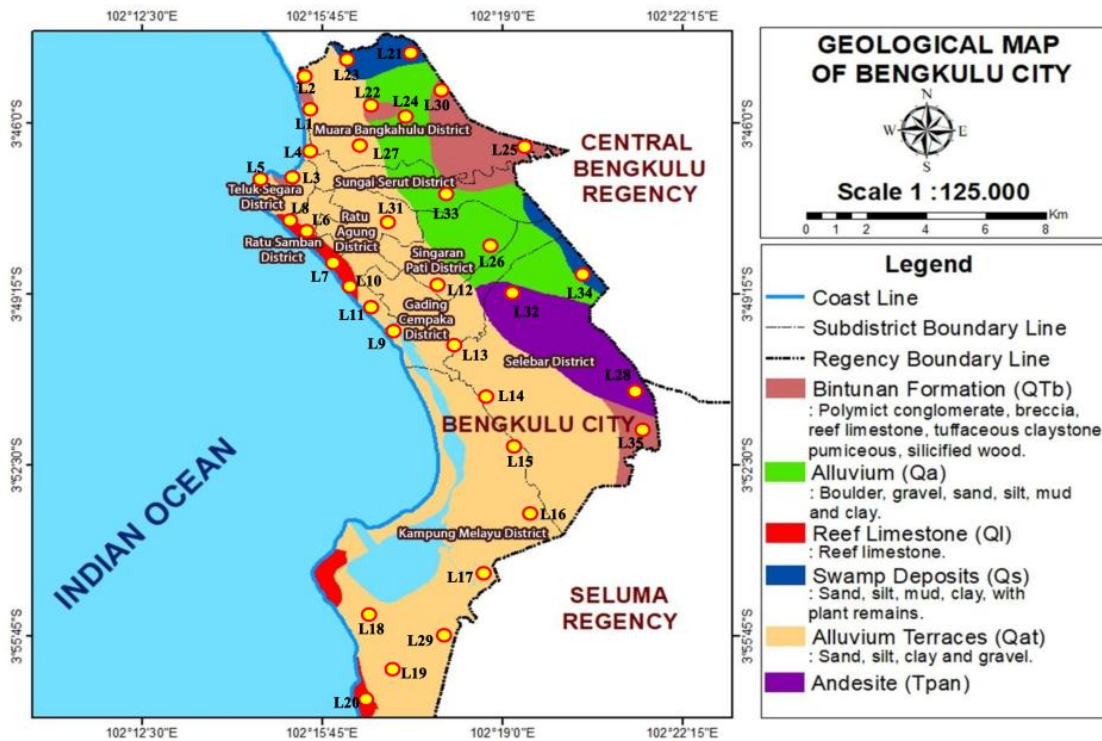 102°12'30"E
102°15'45"E
102°19'0"E
102°22'15"E
3°46'0"S
3°49'15"S
3°52'30"S
3°55'45"S
L21
L23
L2
L22
L24
L30
L1
Muara Bangkahulu District
L4
L27
L25
CENTRAL
BENGKULU
REGENCY
L5
L3
Sungai Serut District
Teluk Segara
District
L33
L8
L6
L31
Ratu
Agung
District
Ratu Samban
District
L26
Singaran
Pati District
L7
L10
L12
L34
L32
L11
Gading
Cempaka
District
L9
L13
Selebar District
L28
L14
BENGKULU CITY
L35
L15
L16
INDIAN OCEAN
Kampung Melayu District
L17
SELUMA
REGENCY
L18
L29
L19
L20
3°46'0"S
3°49'15"S
3°52'30"S
3°55'45"S
102°12'30"E
102°15'45"E
102°19'0"E
102°22'15"E
GEOLOGICAL MAP
OF BENGKULU CITY
N
W E
S
Scale 1 :125.000
Km
0 1 2 4 6 8
Legend
Coast Line
Subdistrict Boundary Line
Regency Boundary Line
Bintunan Formation (QTb)
: Polymict conglomerate, breccia,
reef limestone, tuffaceous claystone
pumiceous, silicified wood.
Alluvium (Qa)
: Boulder, gravel, sand, silt, mud
and clay.
Reef Limestone (Ql)
: Reef limestone.
Swamp Deposits (Qs)
: Sand, silt, mud, clay, with
plant remains.
Alluvium Terraces (Qat)
: Sand, silt, clay and gravel.
Andesite (Tpan)